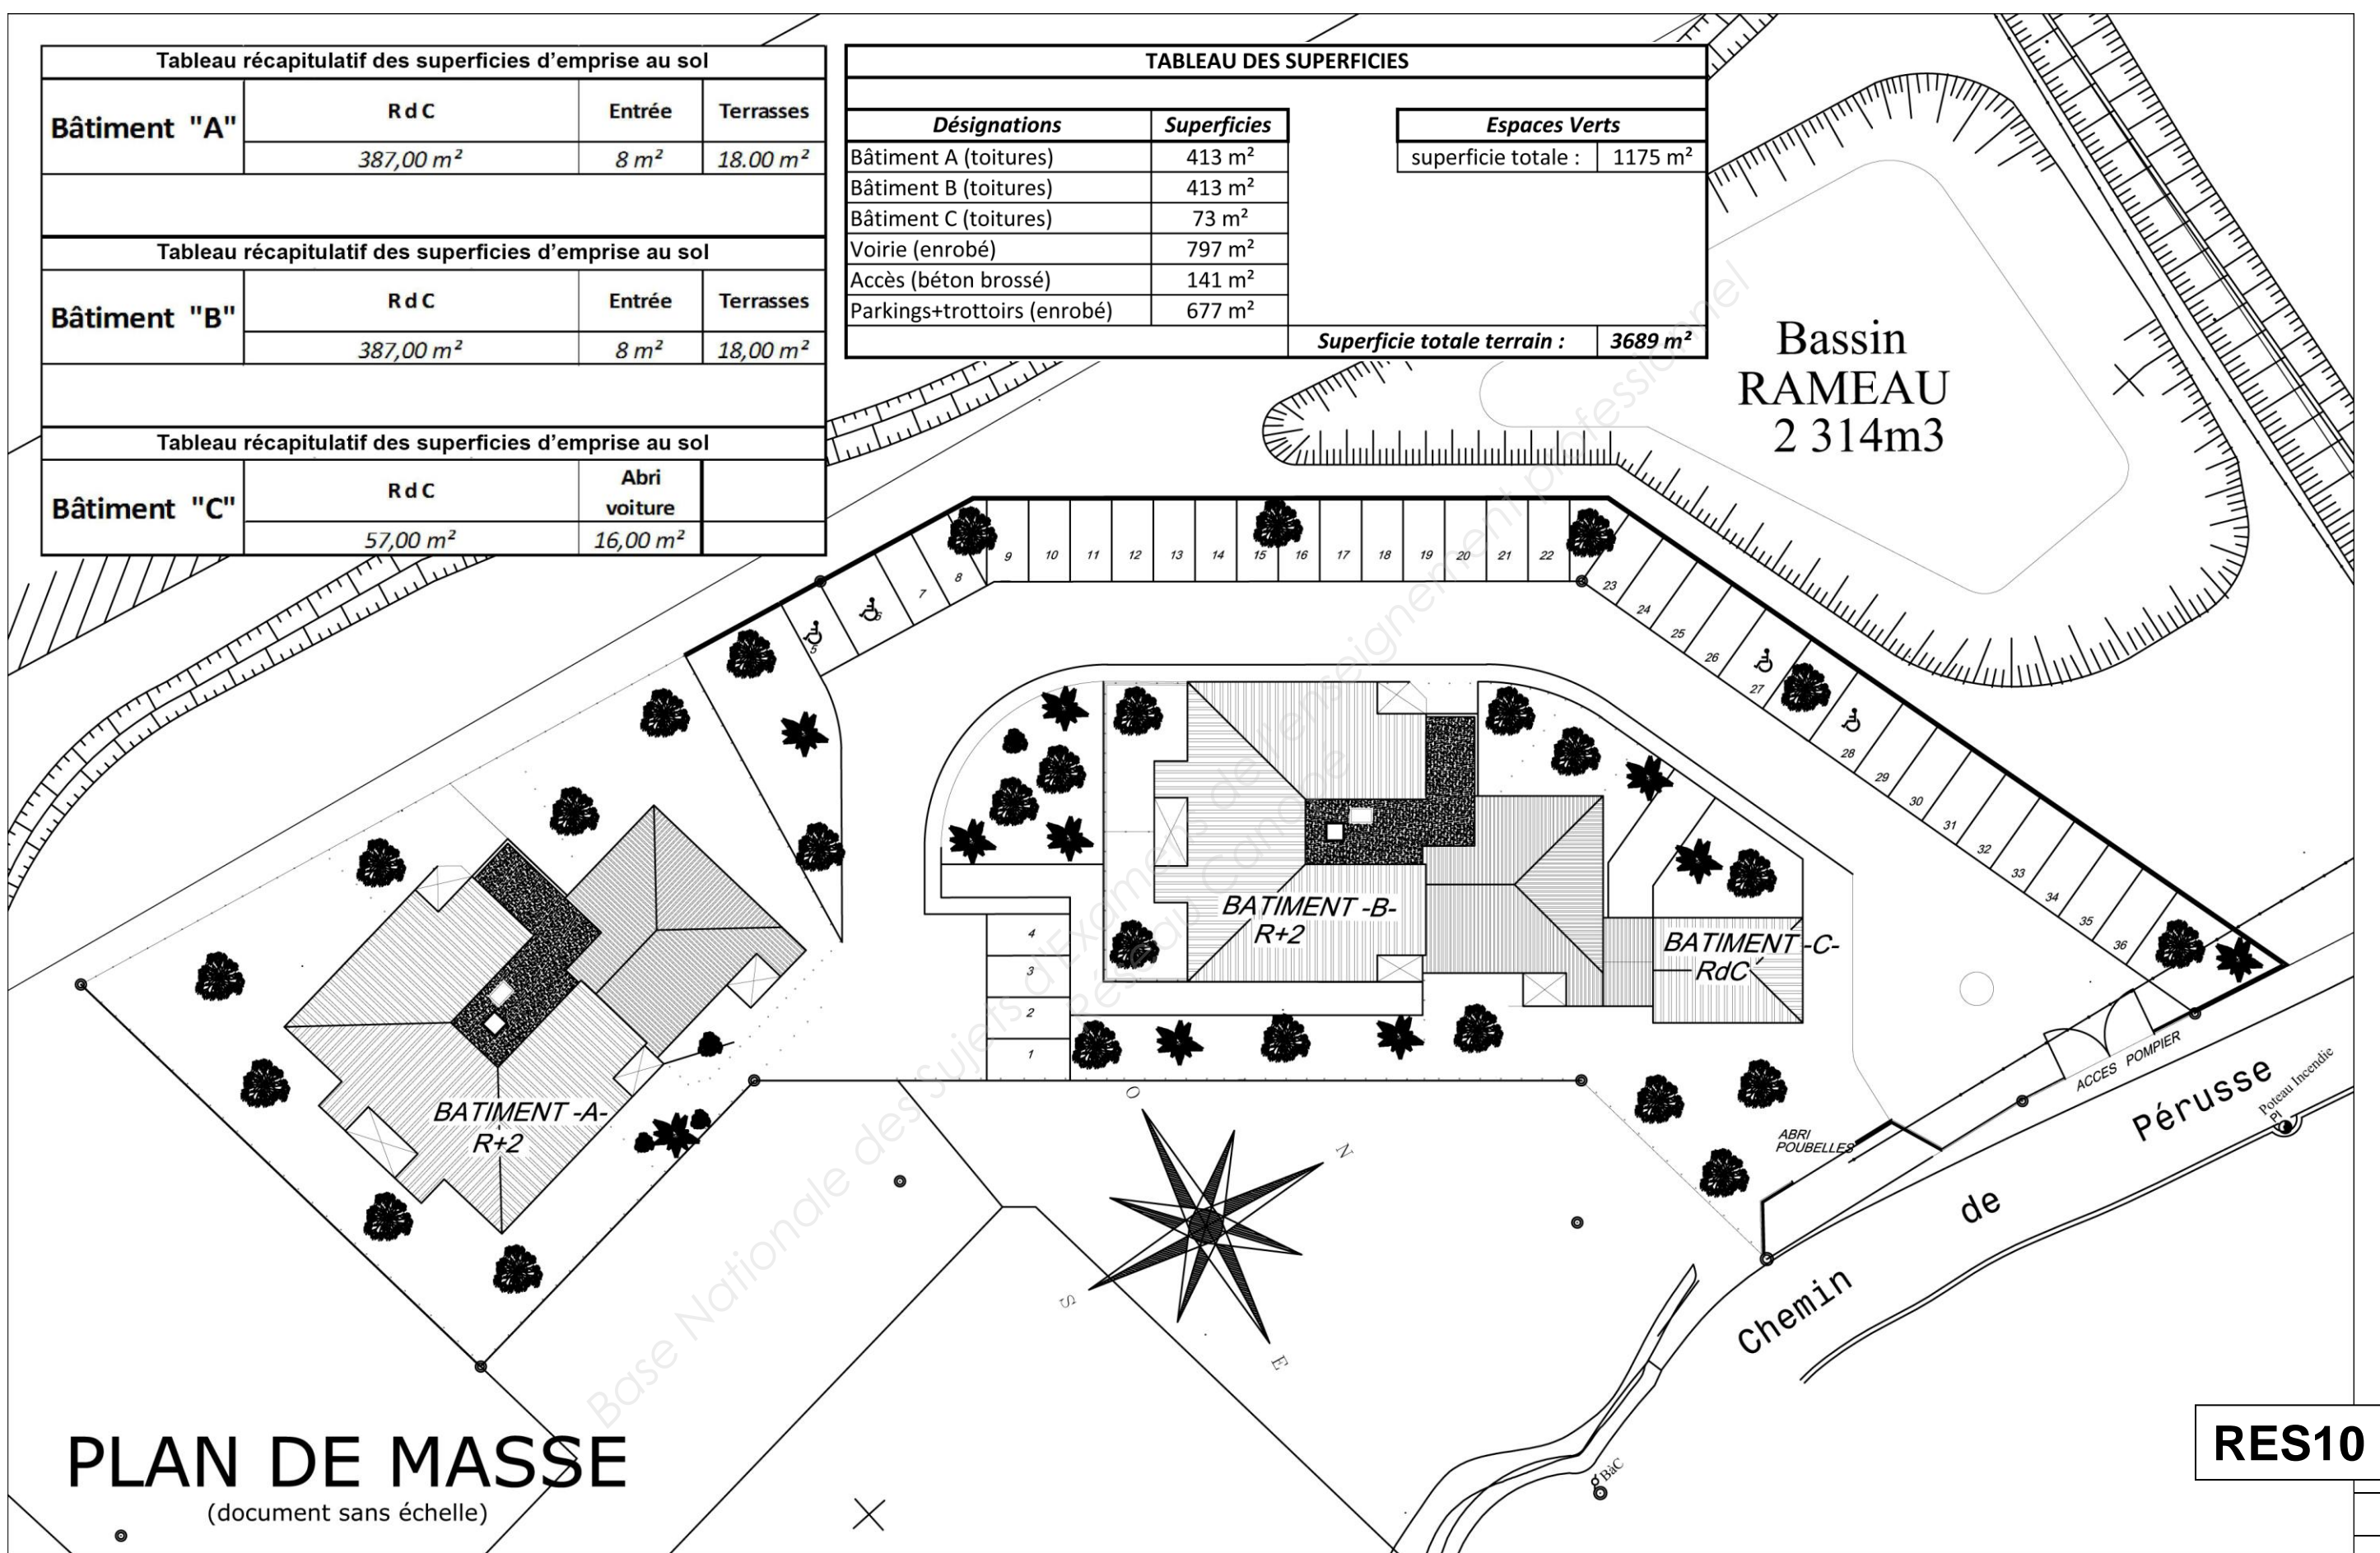 Tableau récapitulatif des superficies d’emprise au sol
Bâtiment "A"
R d C Entrée Terrasses
387,00 m² 8 m² 18.00 m²
Tableau récapitulatif des superficies d’emprise au sol
Bâtiment "B"
R d C Entrée Terrasses
387,00 m² 8 m² 18,00 m²
Tableau récapitulatif des superficies d’emprise au sol
Bâtiment "C"
R d C Abri voiture
57,00 m² 16,00 m²
TABLEAU DES SUPERFICIES
Désignations Superficies
Bâtiment A (toitures) 413 m²
Bâtiment B (toitures) 413 m²
Bâtiment C (toitures) 73 m²
Voirie (enrobé) 797 m²
Accès (béton brossé) 141 m²
Parkings+trottoirs (enrobé) 677 m²
Espaces Verts
superficie totale : 1175 m²
Superficie totale terrain : 3689 m²
Bassin
RAMEAU
2 314m3
5
6
7
8
9 10 11 12 13 14 15 16 17 18 19 20 21 22
23
24
25
26
27
28
29
30
31
32
33
34
35
36
4
3
2
1
BATIMENT -A-
R+2
BATIMENT -B-
R+2
BATIMENT -C-
RdC
ABRI
POUBELLES
ACCES POMPIER
Poteau Incendie
PI
Chemin de Pérusse
O
N
S
E
BàC
Base Nationale des Sujets d'Examens de l'enseignement professionnel
Réseau Canopé
PLAN DE MASSE
(document sans échelle)
RES10